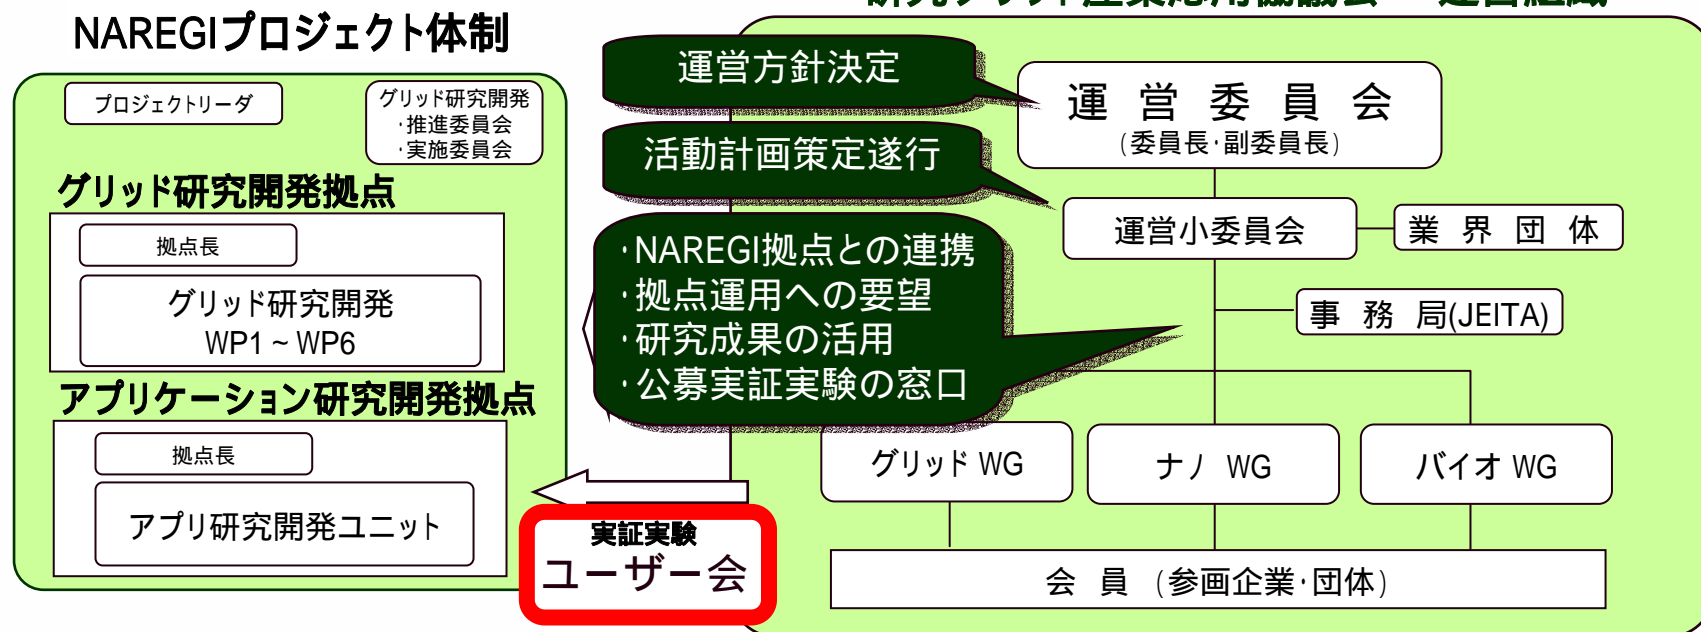 NAREGIプロジェクト体制
プロジェクトリーダ
グリッド研究開発
・推進委員会
・実施委員会
グリッド研究開発拠点
拠点長
グリッド研究開発
WP1 ~ WP6
アプリケーション研究開発拠点
拠点長
アプリ研究開発ユニット
運営方針決定
活動計画策定遂行
・NAREGI拠点との連携
・拠点運用への要望
・研究成果の活用
・公募実証実験の窓口
実証実験
ユーザー会
運 営 委 員 会
(委員長・副委員長)
運営小委員会
業 界 団 体
事 務 局(JEITA)
グリッド WG
ナノ WG
バイオ WG
会 員 (参画企業・団体)